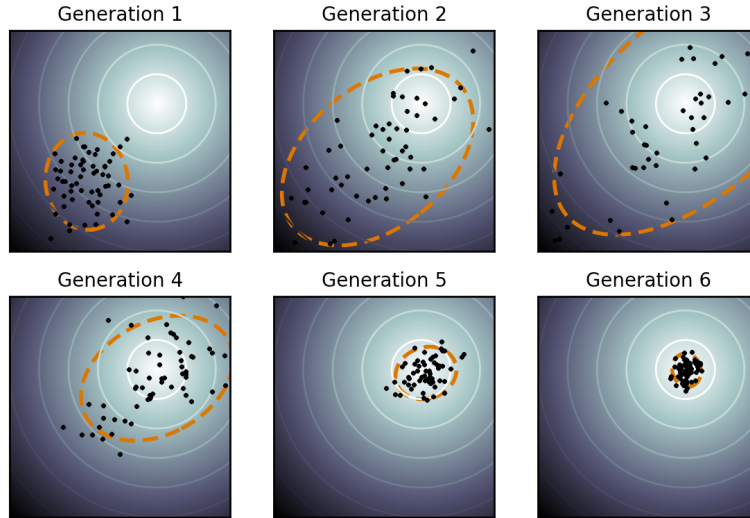 Generation 1
Generation 2
Generation 3
Generation 4
Generation 5
Generation 6